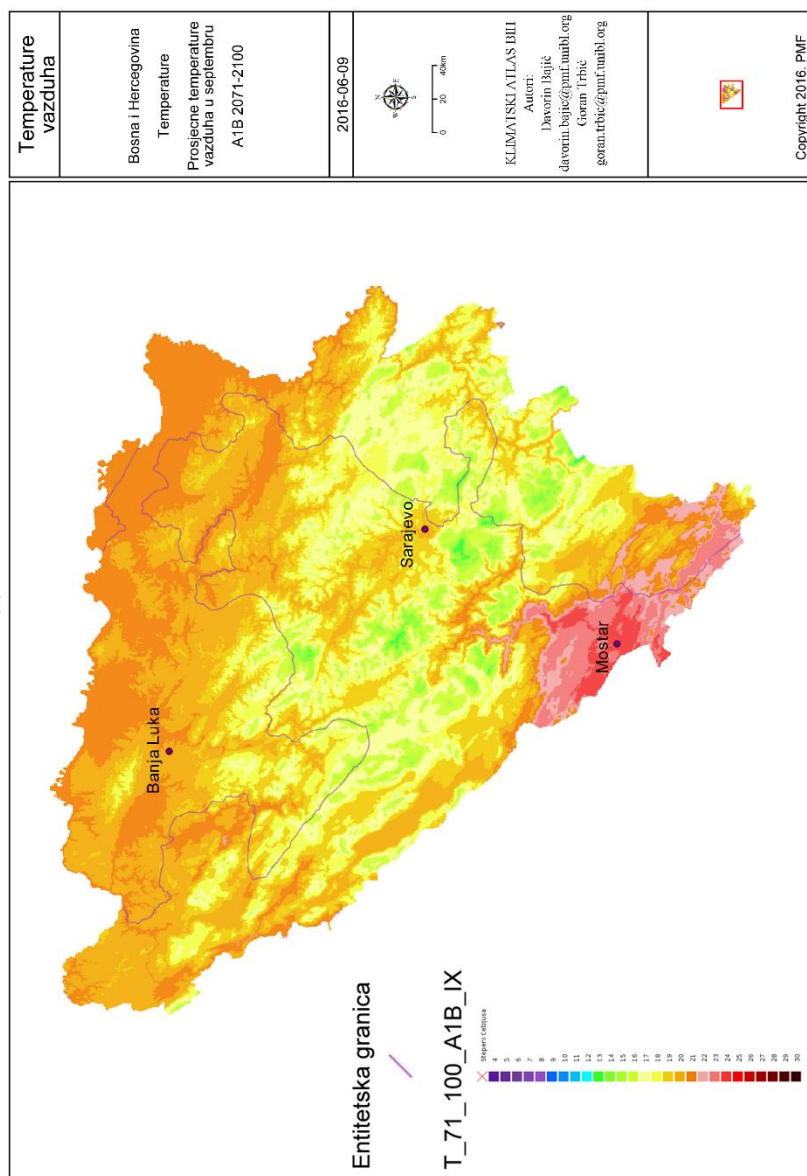 Temperature
vazduha
Bosna i Hercegovina
Temperature
Prosjecne temperature
vazduha u septembru
A1B 2071-2100
2016-06-09
N
W E
S
0 20 40km
KLIMATSKI ATLAS BIH
Autori:
Davorin Bajić
davorin.bajic@pmf.unibl.org
Goran Trbić
goran.trbic@pmf.unibl.org
Copyright 2016. PMF
Banja Luka
Sarajevo
Mostar
Entitetska granica
T_71_100_A1B_IX
Stepeni Celzijusa
4
5
6
7
8
9
10
11
12
13
14
15
16
17
18
19
20
21
22
23
24
25
26
27
28
29
30